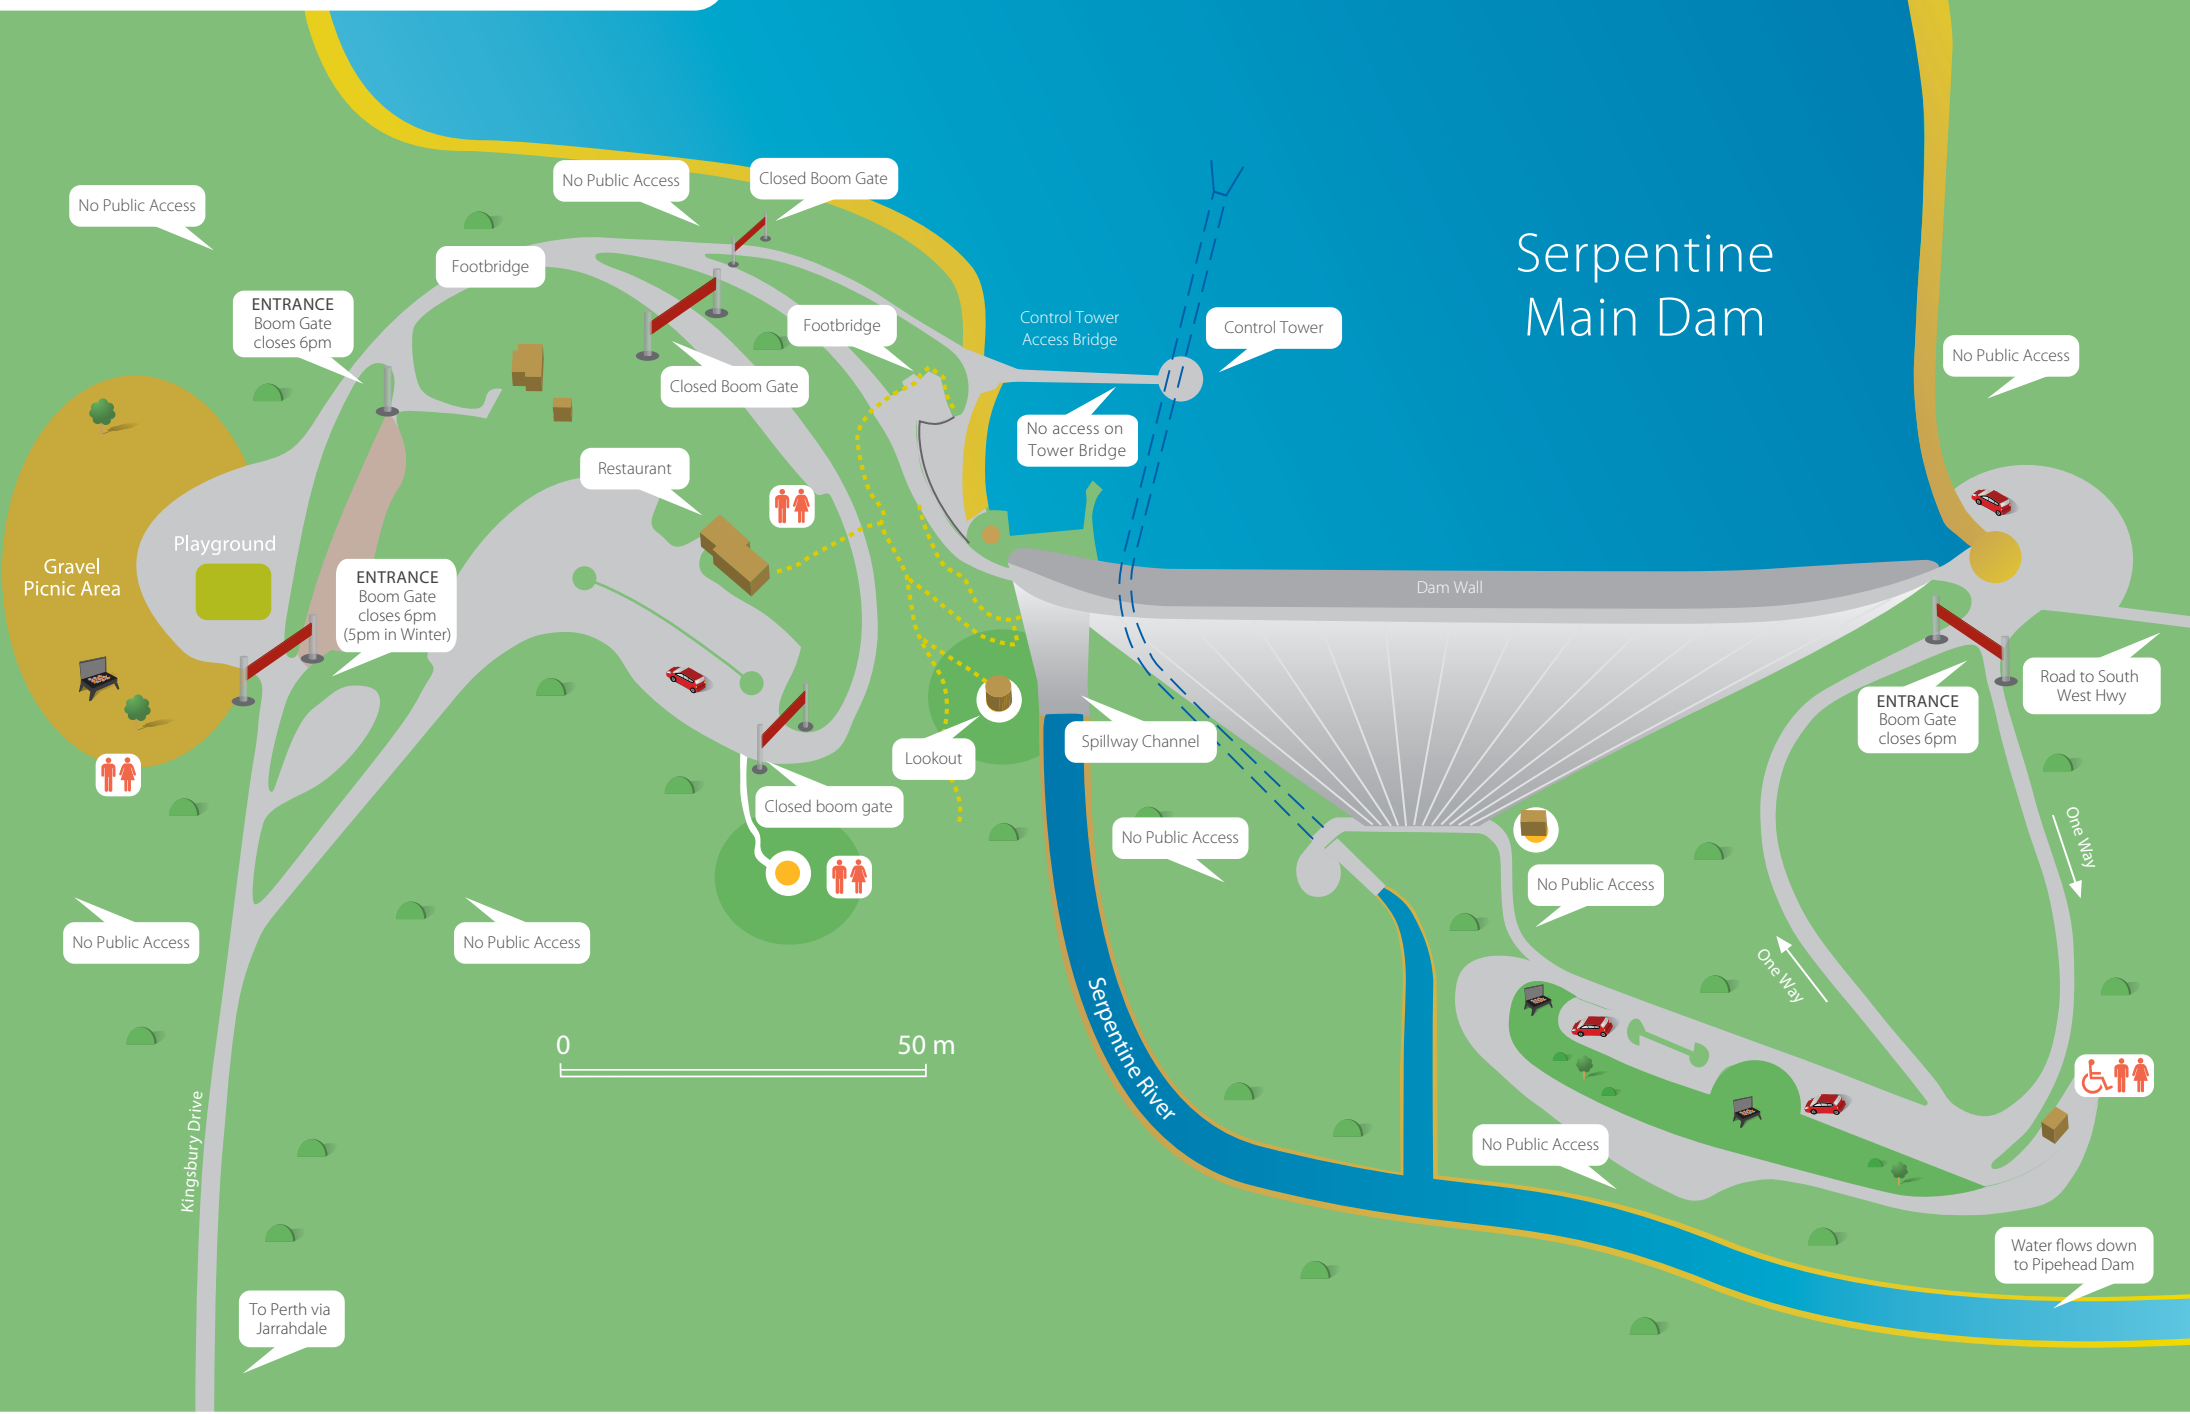 No Public Access
Closed Boom Gate
No Public Access
Serpentine
Main Dam
Footbridge
ENTRANCE
Boom Gate
closes 6pm
Footbridge
Control Tower
Access Bridge
Control Tower
No Public Access
Closed Boom Gate
No access on
Tower Bridge
Restaurant
Playground
Gravel
Picnic Area
ENTRANCE
Boom Gate
closes 6pm
(5pm in Winter)
Dam Wall
Road to South
West Hwy
ENTRANCE
Boom Gate
closes 6pm
Spillway Channel
Lookout
Closed boom gate
No Public Access
One Way
No Public Access
No Public Access
No Public Access
One Way
Serpentine River
0
50 m
Kingsbury Drive
No Public Access
Water flows down
to Pipehead Dam
To Perth via
Jarrahdale